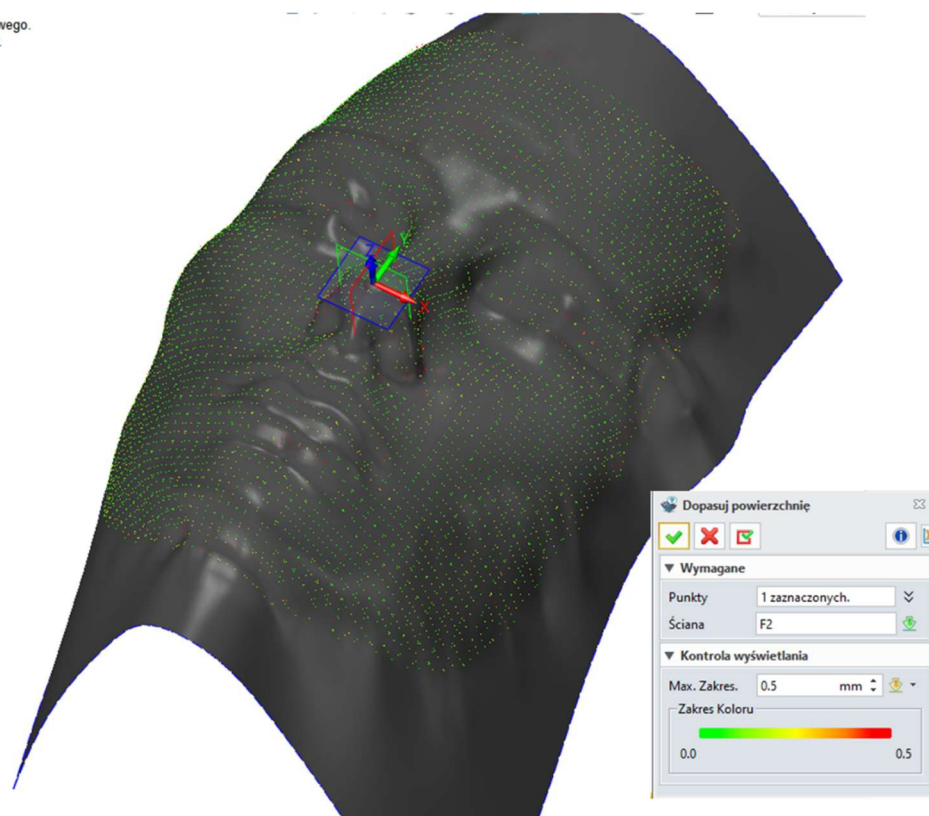 wego.
Z
Y
X
Dopasuj powierzchnię
Wymagane
Punkty 1 zaznaczonych.
Ściana F2
Kontrola wyświetlania
Max. Zakres. 0.5 mm
Zakres Koloru
0.0 0.5